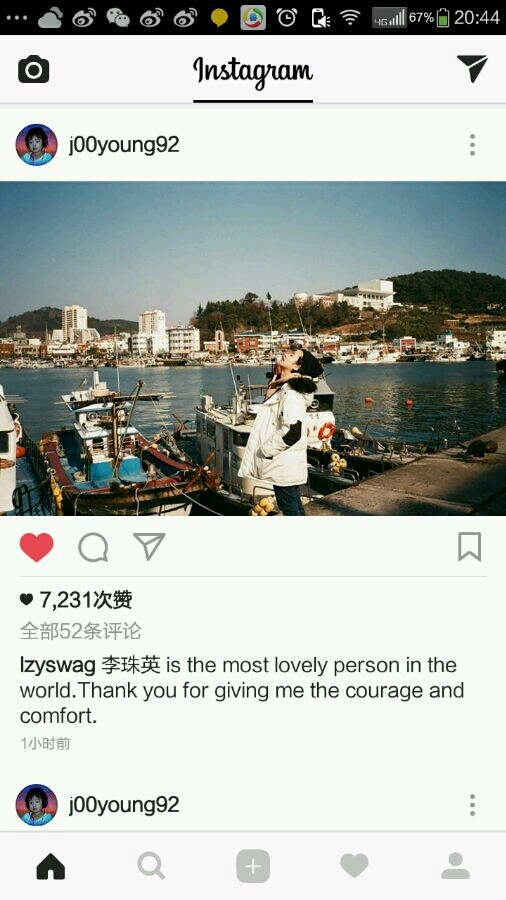 4G 67% 20:44
Instagram
j00young92
7,231次赞
全部52条评论
lzyswag 李珠英 is the most lovely person in the
world.Thank you for giving me the courage and
comfort.
1小时前
j00young92